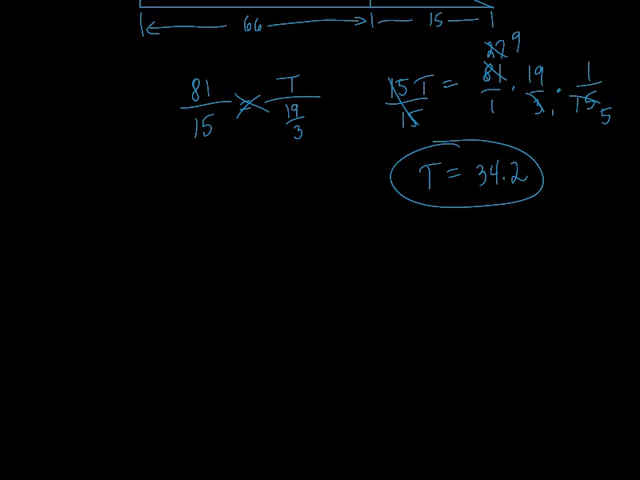 66 15
81/15 = T/(19/3)
15T/15 = 81/1 · 19/3 · 1/15
27 9
1 5
T = 34.2